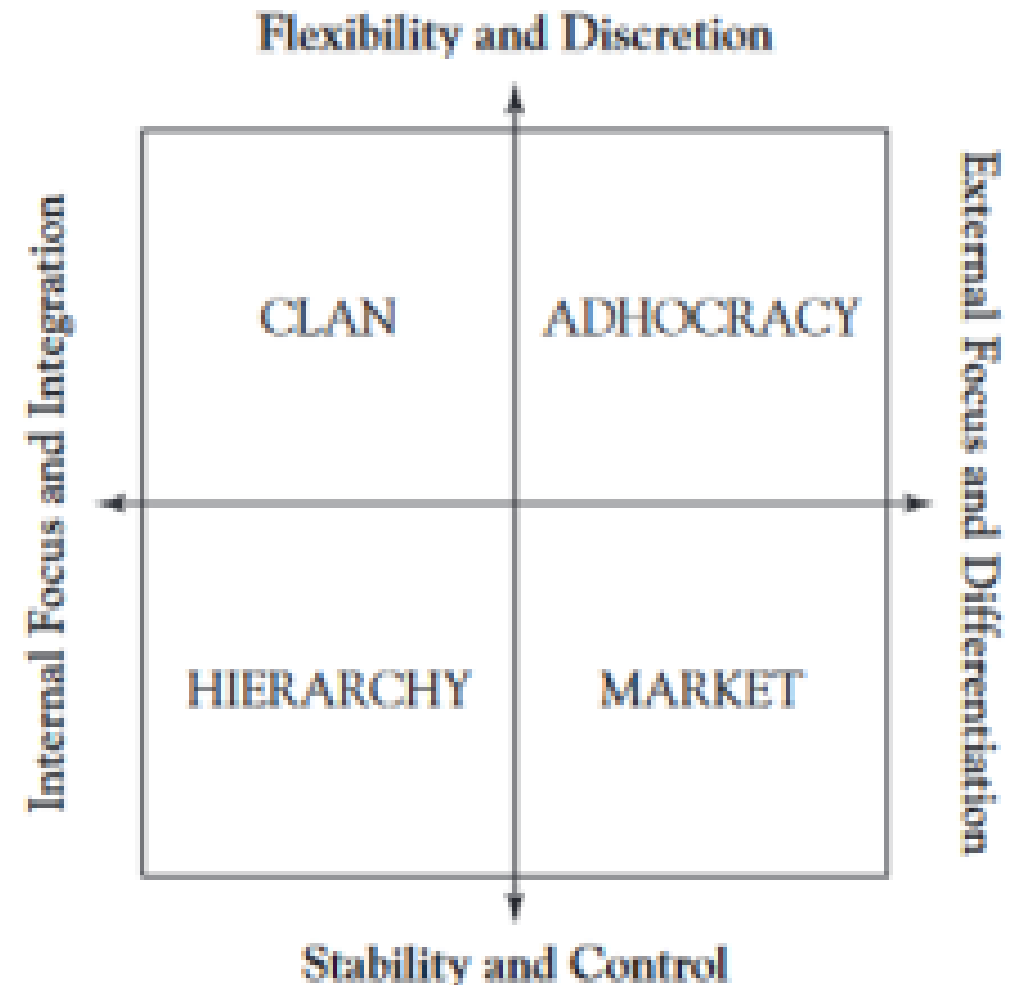 Flexibility and Discretion
Internal Focus and Integration
External Focus and Differentiation
CLAN
ADHOCRACY
HIERARCHY
MARKET
Stability and Control